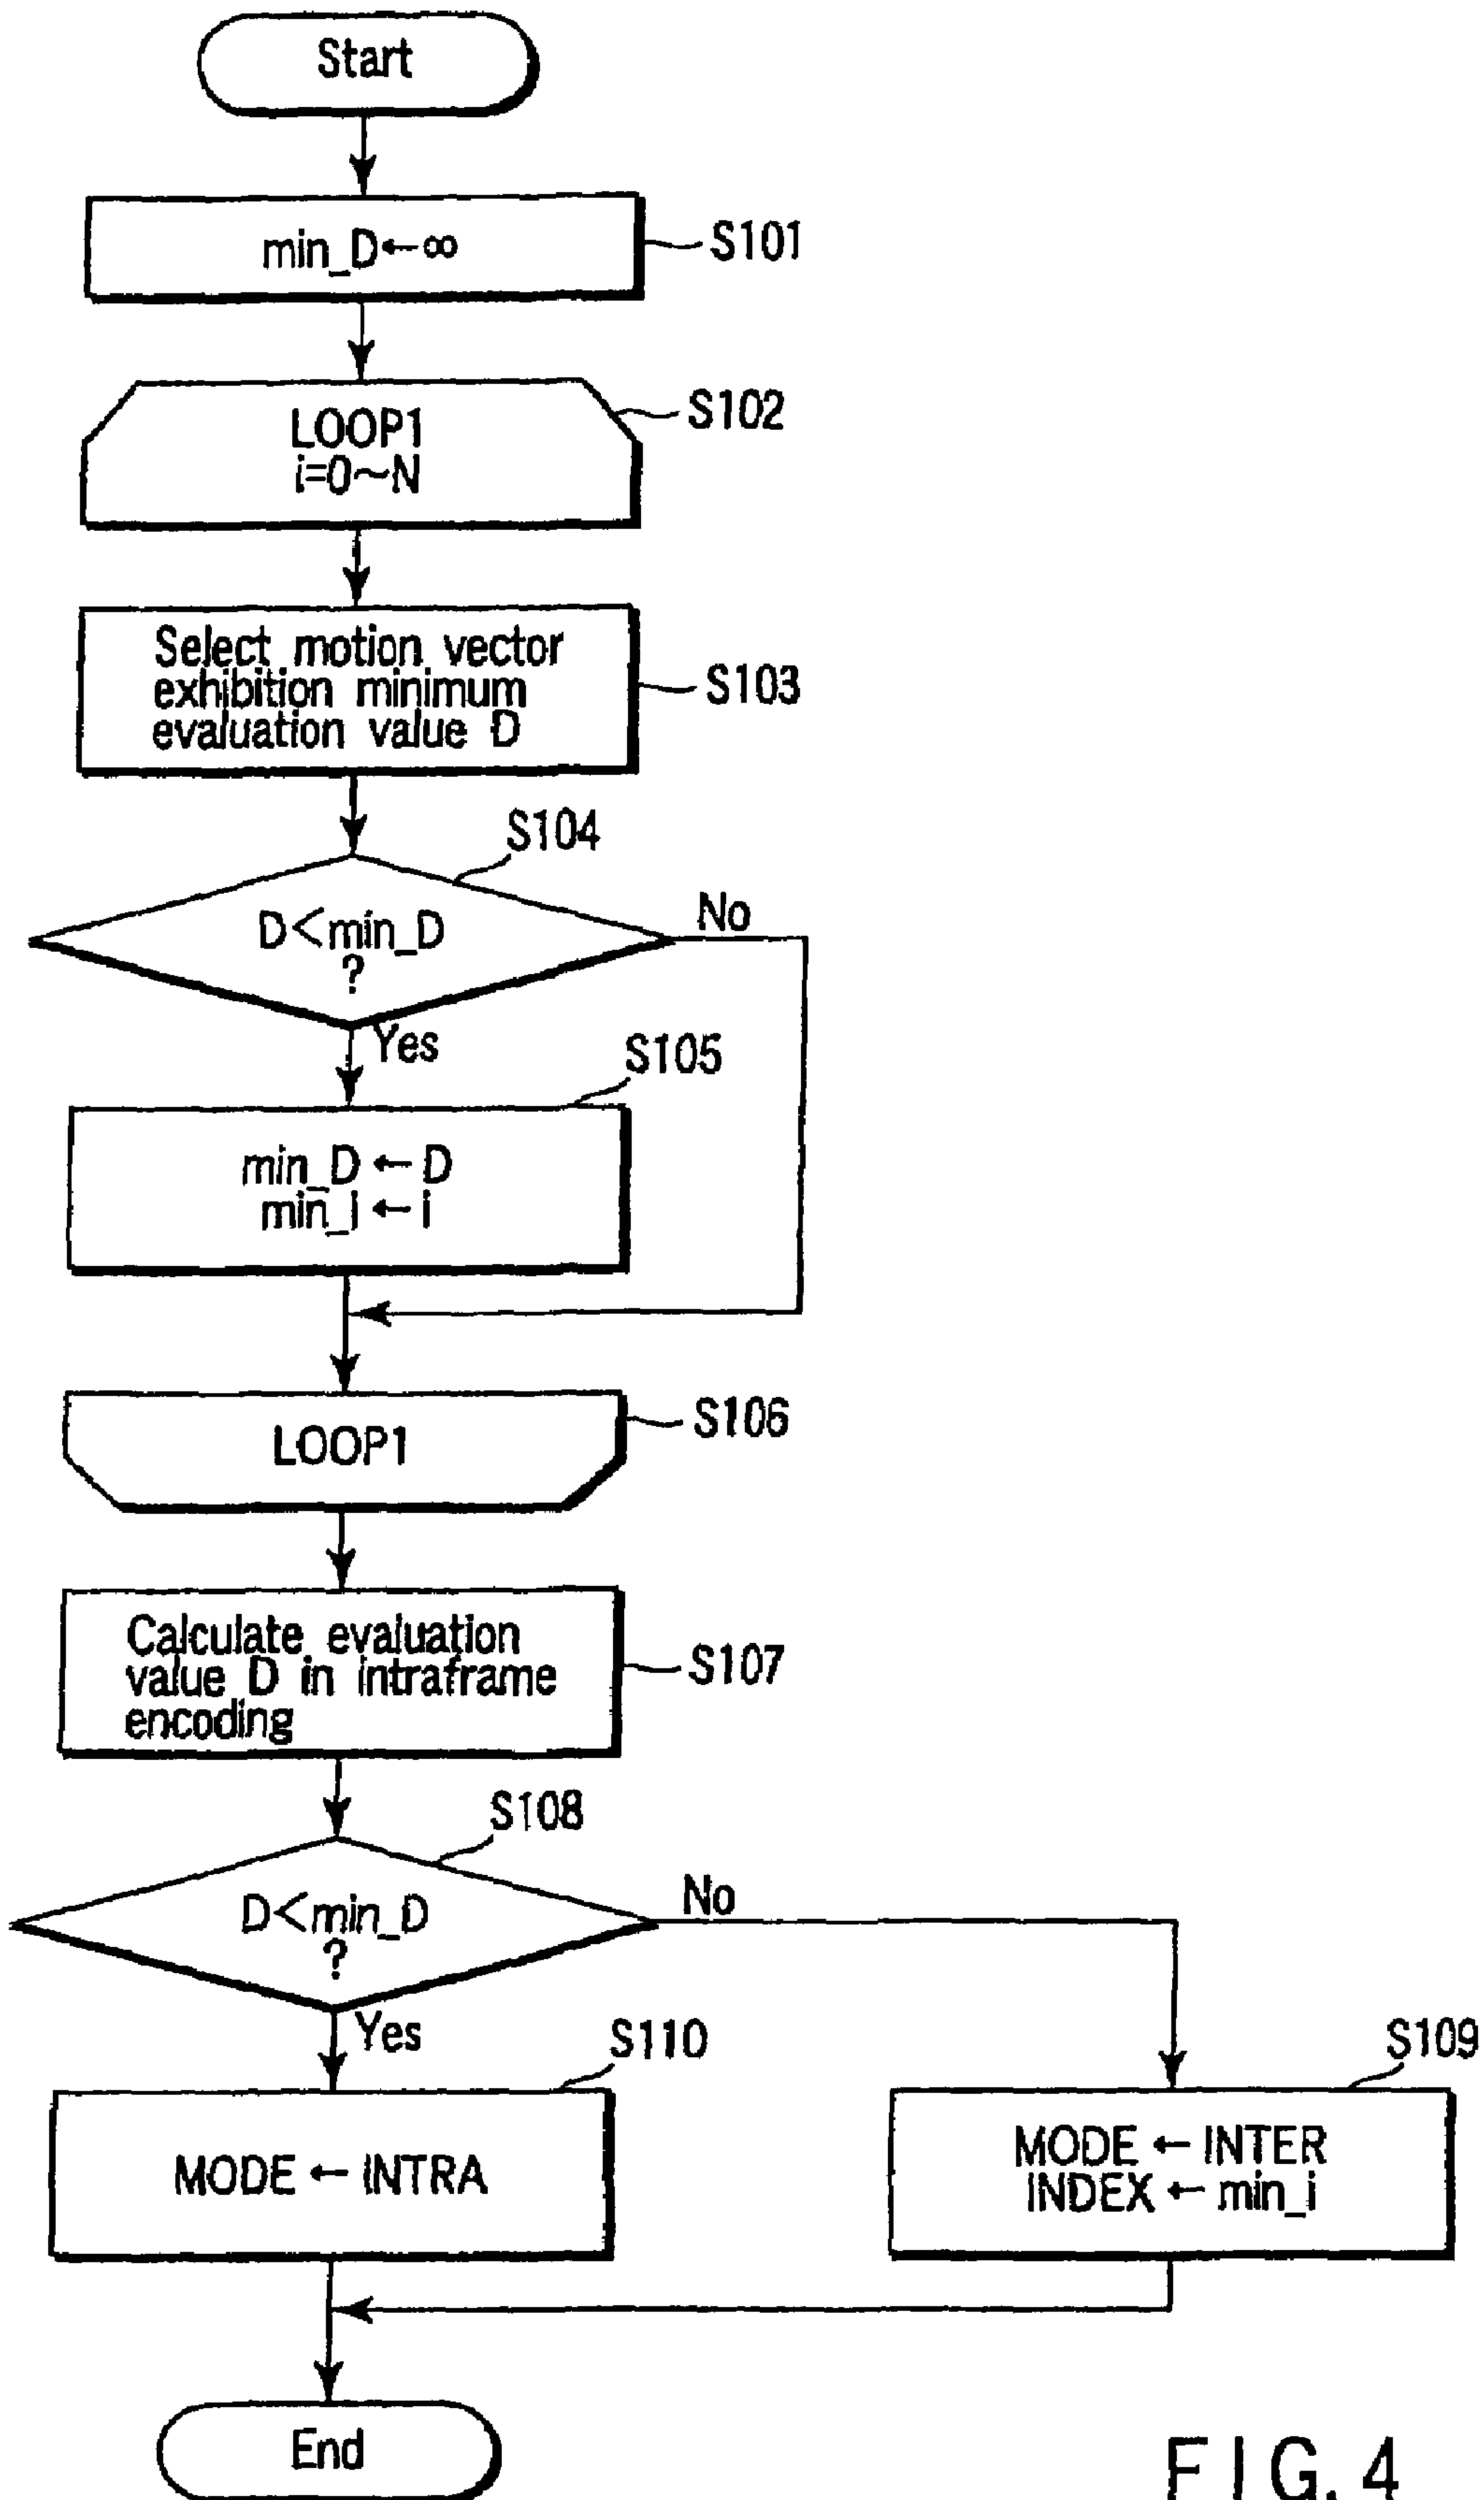 Start
min_D←∞
S101
LOOP1
i=0~N
S102
Select motion vector
exhibition minimum
evaluation value D
S103
S104
D<min_D
?
No
Yes
S105
min_D ← D
min_i ← i
LOOP1
S106
Calculate evaluation
value D in intraframe
encoding
S107
S108
D<min_D
?
No
Yes
S110
S109
MODE ← INTRA
MODE ← INTER
INDEX ← min_i
End
FIG. 4